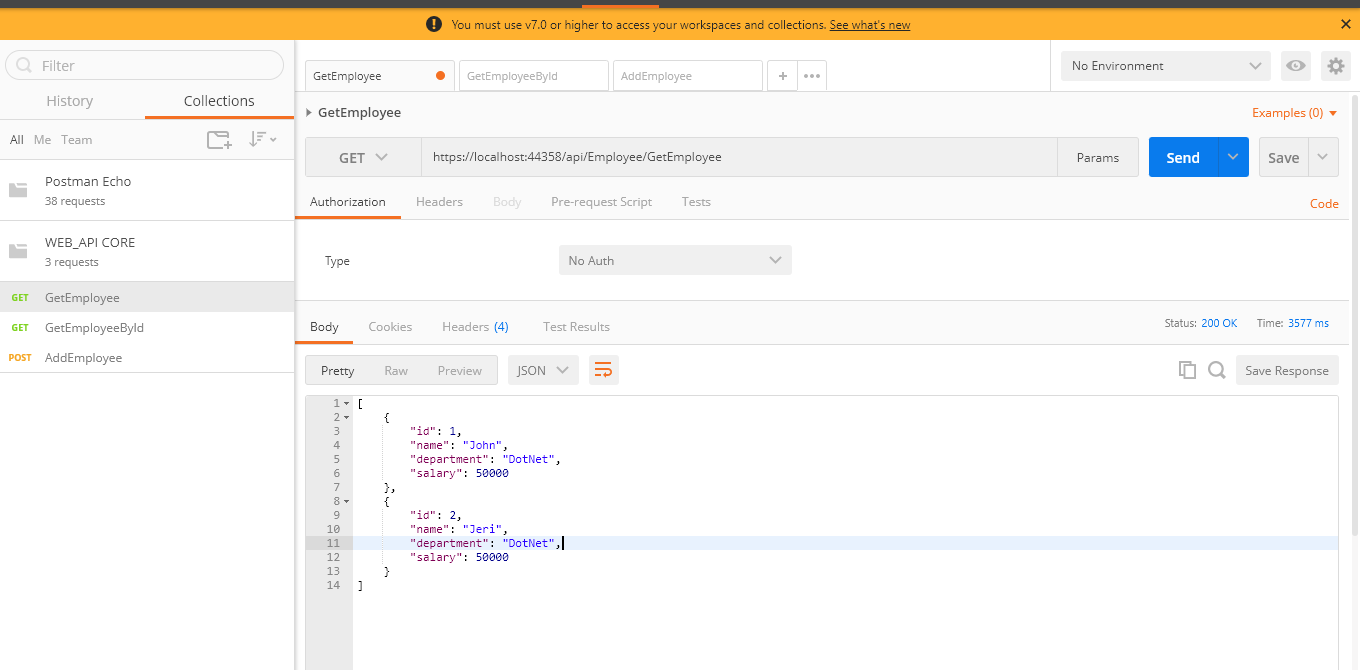 You must use v7.0 or higher to access your workspaces and collections. See what's new
Filter
History Collections
All Me Team
Postman Echo
38 requests
WEB_API CORE
3 requests
GET GetEmployee
GET GetEmployeeById
POST AddEmployee
GetEmployee GetEmployeeById AddEmployee
No Environment
GetEmployee
Examples (0)
GET https://localhost:44358/api/Employee/GetEmployee Params Send Save
Authorization Headers Body Pre-request Script Tests Code
Type No Auth
Body Cookies Headers (4) Test Results Status: 200 OK Time: 3577 ms
Pretty Raw Preview JSON Save Response
1 [
2 {
3 "id": 1,
4 "name": "John",
5 "department": "DotNet",
6 "salary": 50000
7 },
8 {
9 "id": 2,
10 "name": "Jeri",
11 "department": "DotNet",
12 "salary": 50000
13 }
14 ]